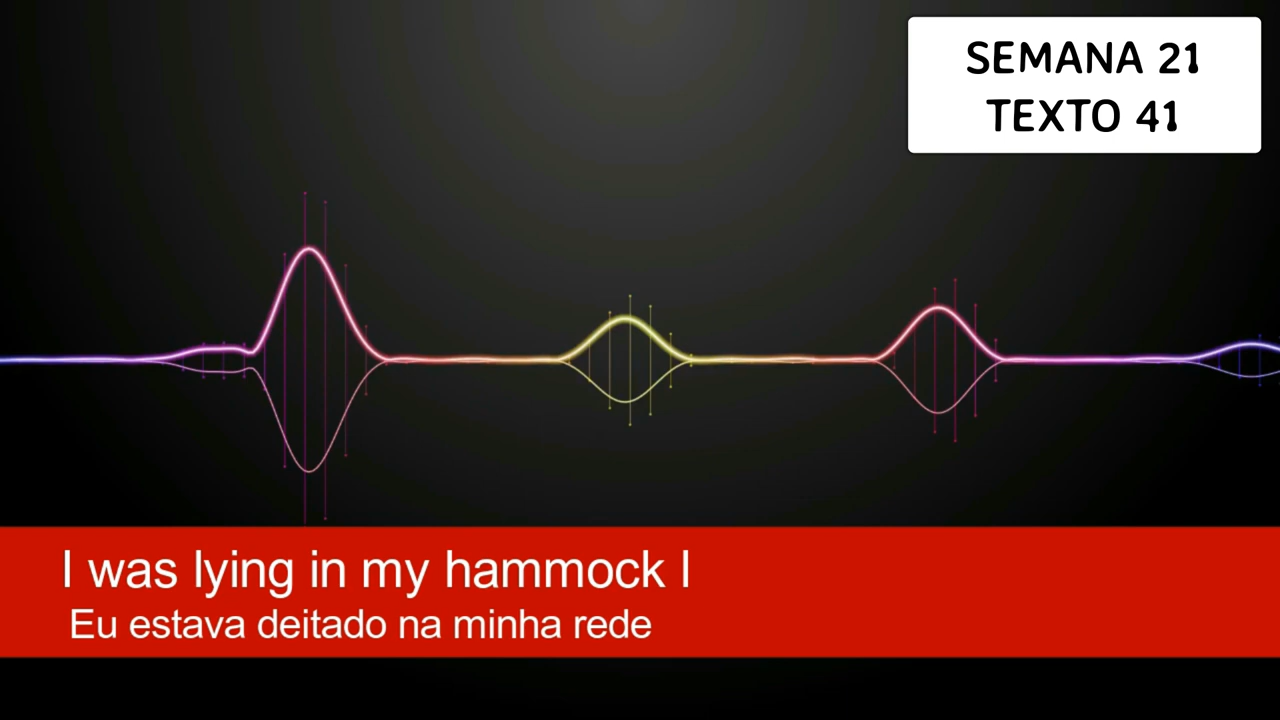 SEMANA 21
TEXTO 41
I was lying in my hammock I
Eu estava deitado na minha rede